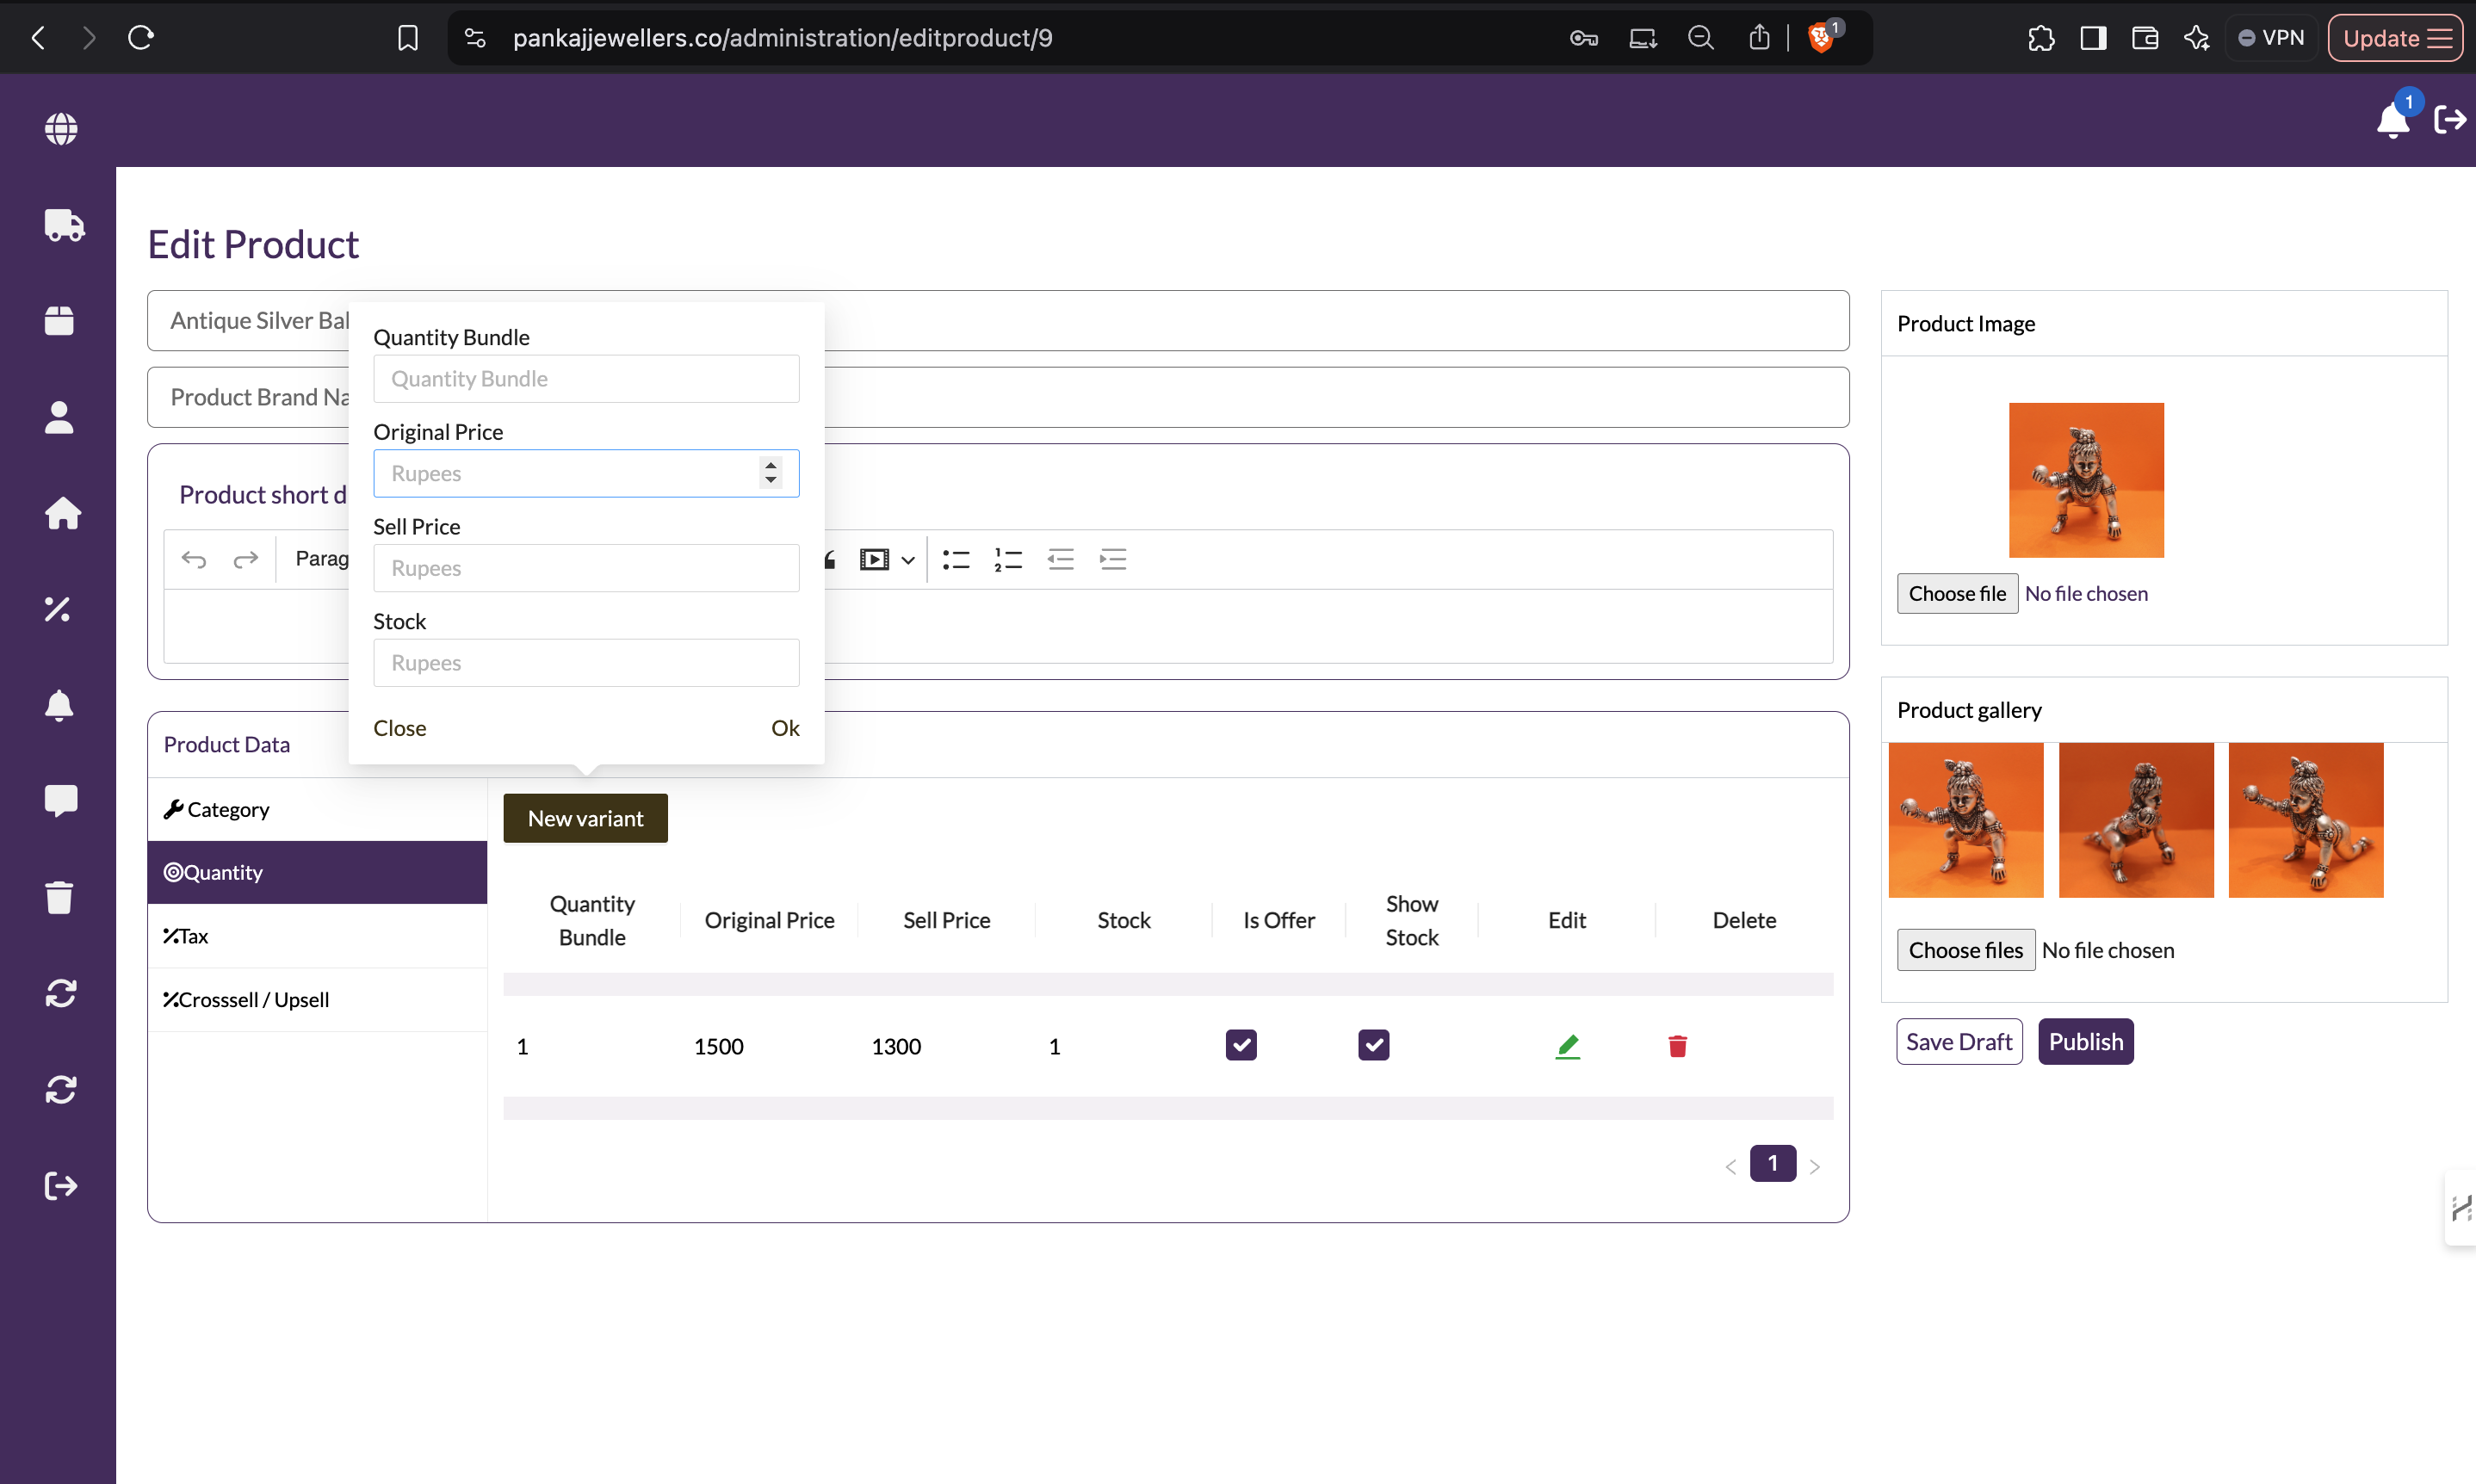 pankajjewellers.co/administration/editproduct/9
1
VPN
Update
1
Edit Product
Antique Silver Bal
Product Brand Na
Product short d
Parag
Quantity Bundle
Quantity Bundle
Original Price
Rupees
Sell Price
Rupees
Stock
Rupees
Close
Ok
Product Data
Category
Quantity
Tax
Crosssell / Upsell
New variant
Quantity Bundle
Original Price
Sell Price
Stock
Is Offer
Show Stock
Edit
Delete
1
1500
1300
1
1
Product Image
Choose file
No file chosen
Product gallery
Choose files
No file chosen
Save Draft
Publish